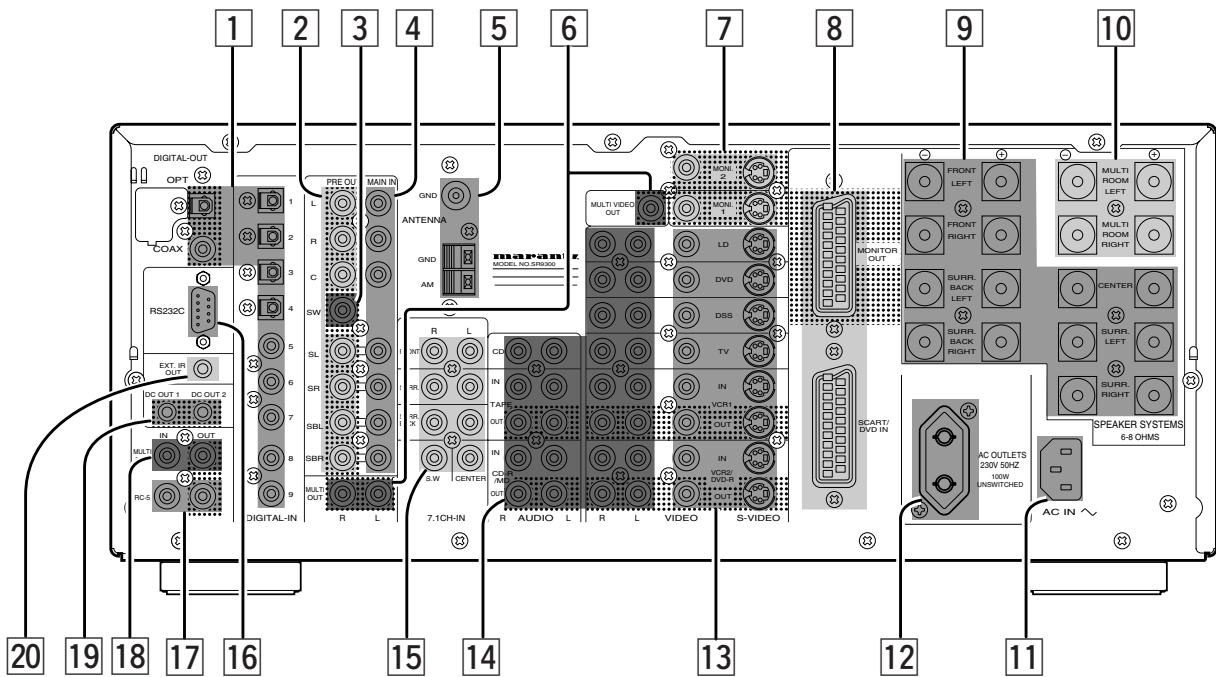 1 2 3 4 5 6 7 8 9 10
DIGITAL-OUT
OPT
COAX
RS232C
EXT. IR
OUT
DC OUT 1 DC OUT 2
IN OUT
MULTI
RC-5
1
2
3
4
5
6
7
8
9
DIGITAL-IN
PRE OUT MAIN IN
L
R
C
SW
SL
SR
SBL
SBR
MULTI
OUT
R L
ANTENNA
GND
GND
AM
marantz
MODEL NO.SR9300
R L
S.W CENTER
7.1CH-IN
CD
IN
TAPE
OUT
IN
CD-R
/MD
OUT
R AUDIO L
MULTI VIDEO
OUT
MONI.
2
MONI.
1
LD
DVD
DSS
TV
IN
VCR1
OUT
IN
VCR2/
DVD-R
OUT
R L VIDEO S-VIDEO
MONITOR
OUT
SCART/
DVD IN
− + − +
FRONT
LEFT
FRONT
RIGHT
SURR.
BACK
LEFT
SURR.
BACK
RIGHT
MULTI
ROOM
LEFT
MULTI
ROOM
RIGHT
CENTER
SURR.
LEFT
SURR.
RIGHT
SPEAKER SYSTEMS
6-8 OHMS
AC OUTLETS
230V 50HZ
100W
UNSWITCHED
AC IN ~
20 19 18 17 16 15 14 13 12 11